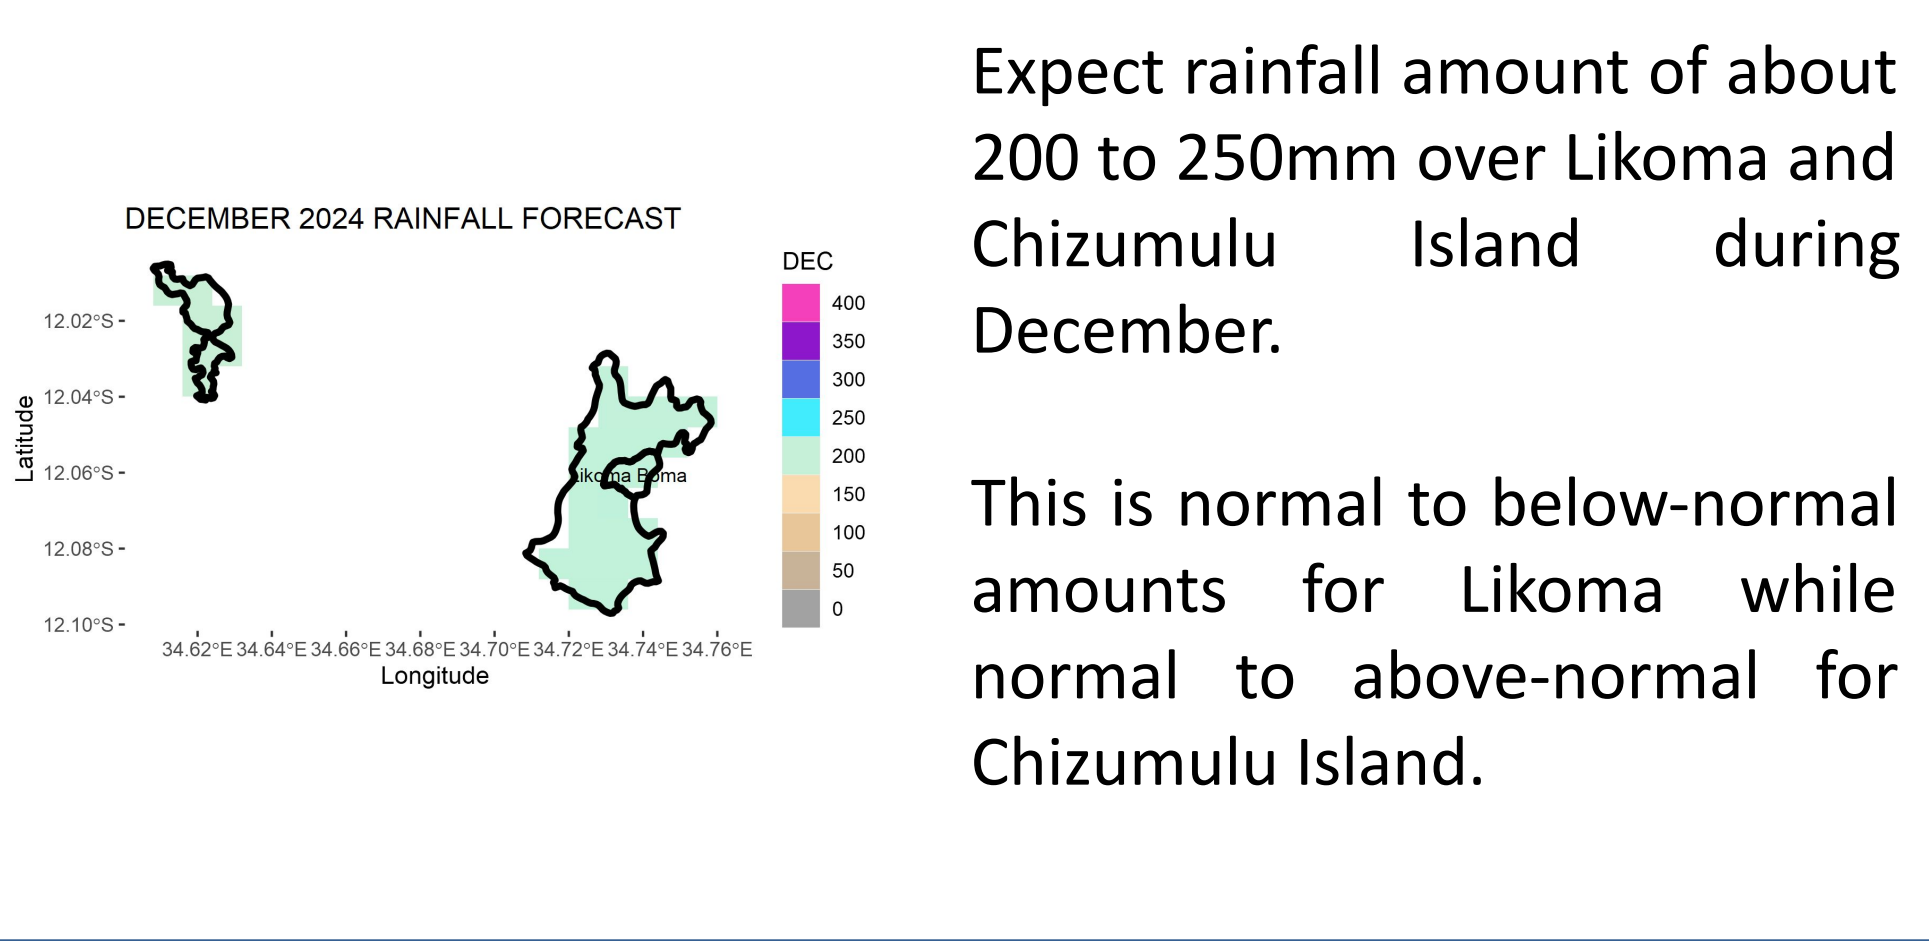 Expect rainfall amount of about
200 to 250mm over Likoma and
Chizumulu Island during
December.
This is normal to below-normal
amounts for Likoma while
normal to above-normal for
Chizumulu Island.
DECEMBER 2024 RAINFALL FORECAST
DEC
400
350
300
250
200
150
100
50
0
Latitude
12.02°S
12.04°S
12.06°S
12.08°S
12.10°S
Likoma Boma
34.62°E 34.64°E 34.66°E 34.68°E 34.70°E 34.72°E 34.74°E 34.76°E
Longitude